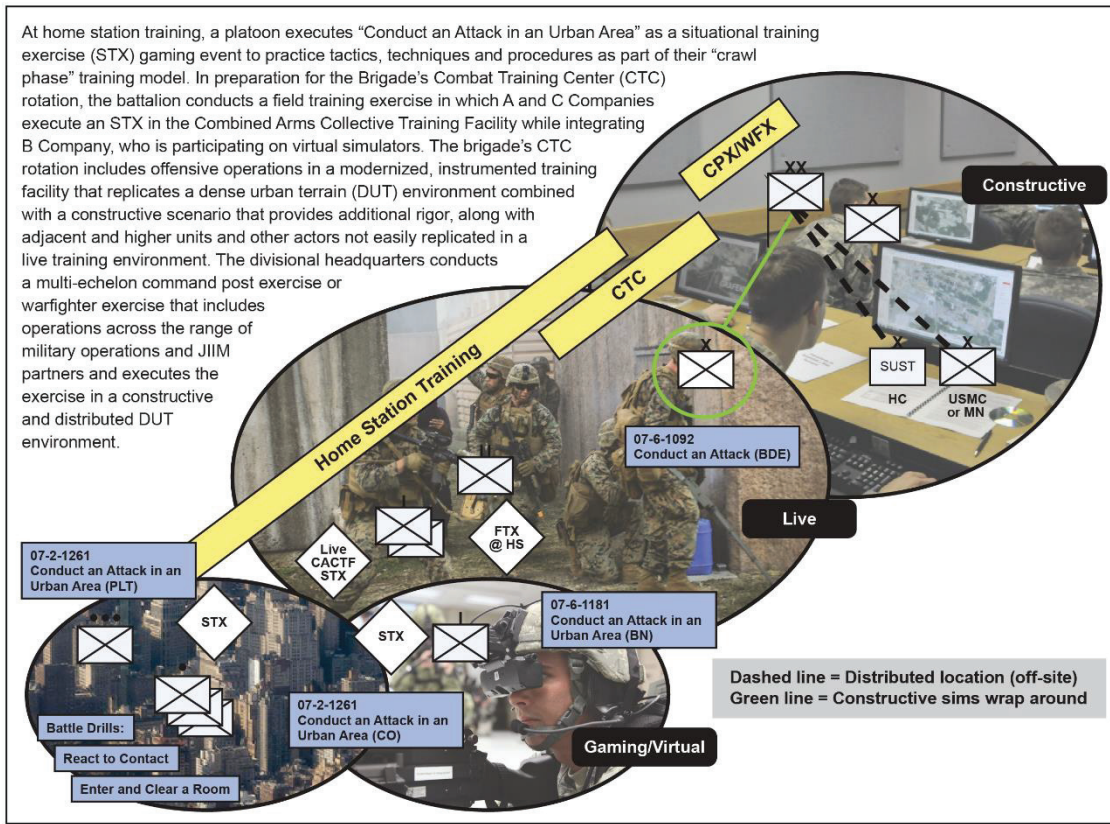 At home station training, a platoon executes “Conduct an Attack in an Urban Area” as a situational training
exercise (STX) gaming event to practice tactics, techniques and procedures as part of their “crawl
phase” training model. In preparation for the Brigade’s Combat Training Center (CTC)
rotation, the battalion conducts a field training exercise in which A and C Companies
execute an STX in the Combined Arms Collective Training Facility while integrating
B Company, who is participating on virtual simulators. The brigade’s CTC
rotation includes offensive operations in a modernized, instrumented training
facility that replicates a dense urban terrain (DUT) environment combined
with a constructive scenario that provides additional rigor, along with
adjacent and higher units and other actors not easily replicated in a
live training environment. The divisional headquarters conducts
a multi-echelon command post exercise or
warfighter exercise that includes
operations across the range of
military operations and JIIM
partners and executes the
exercise in a constructive
and distributed DUT
environment.
CPX/WFX
XX
X
Constructive
CTC
Home Station Training
X
X
SUST
X
HC
USMC
or MN
07-6-1092
Conduct an Attack (BDE)
Live
Live
CACTF
STX
FTX
@ HS
07-2-1261
Conduct an Attack in an
Urban Area (PLT)
STX
STX
07-6-1181
Conduct an Attack in an
Urban Area (BN)
Dashed line = Distributed location (off-site)
Green line = Constructive sims wrap around
07-2-1261
Conduct an Attack in an
Urban Area (CO)
Gaming/Virtual
Battle Drills:
React to Contact
Enter and Clear a Room